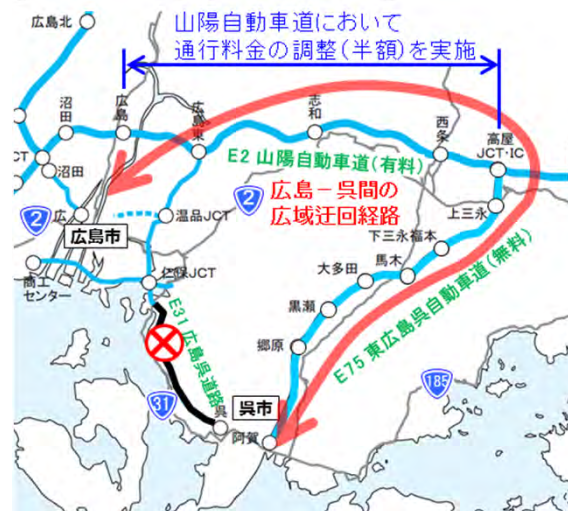 山陽自動車道において
通行料金の調整(半額)を実施
広島北
沼田
広島
広島東
志和
西条
高屋
JCT・IC
CT
沼田
E2 山陽自動車道(有料)
2
広
広島市
温品JCT
2
広島－呉間の
広域迂回経路
上三永
下三永福本
馬木
大多田
黒瀬
郷原
E75 東広島呉自動車道(無料)
商工
センター
仁保JCT
E31 広島呉道路
31
呉市
呉
阿賀
185